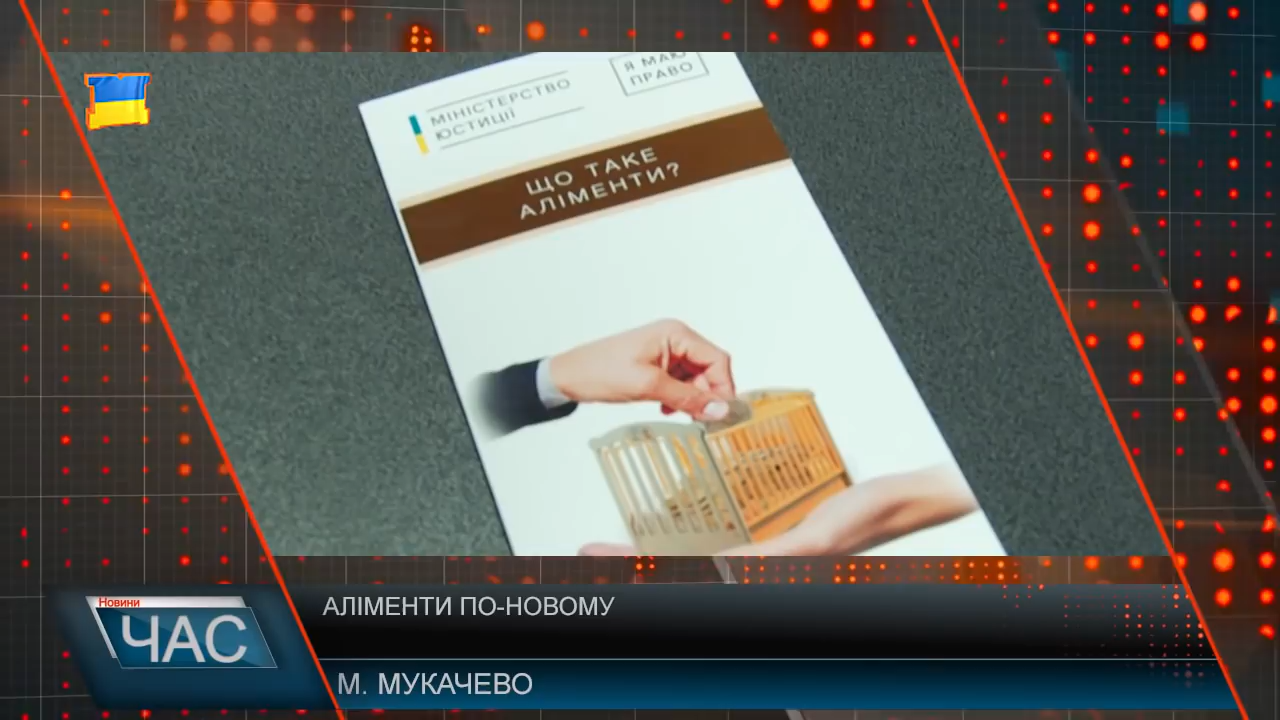 МІНІСТЕРСТВО
ЮСТИЦІЇ
Я МАЮ
ПРАВО
ЩО ТАКЕ
АЛІМЕНТИ?
Новини
ЧАС
АЛІМЕНТИ ПО-НОВОМУ
М. МУКАЧЕВО